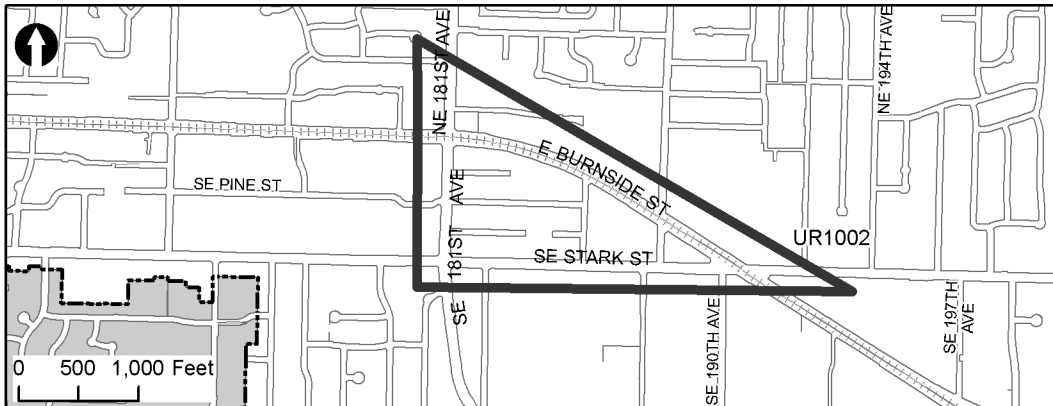 NE 181ST AVE
NE 194TH AVE
E BURNSIDE ST
SE PINE ST
SE 181ST AVE
UR1002
SE STARK ST
SE 190TH AVE
SE 197TH
AVE
0 500 1,000 Feet